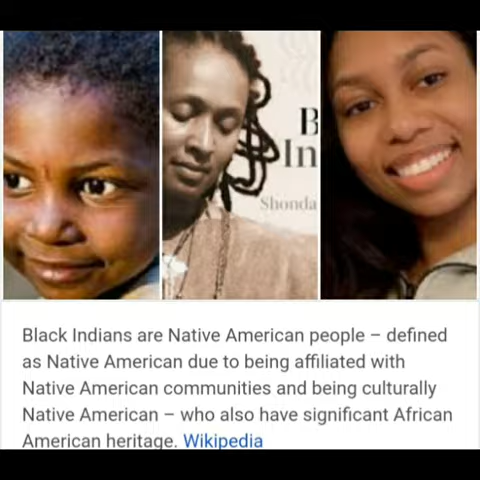 B
In
Shonda
Black Indians are Native American people – defined
as Native American due to being affiliated with
Native American communities and being culturally
Native American – who also have significant African
American heritage. Wikipedia